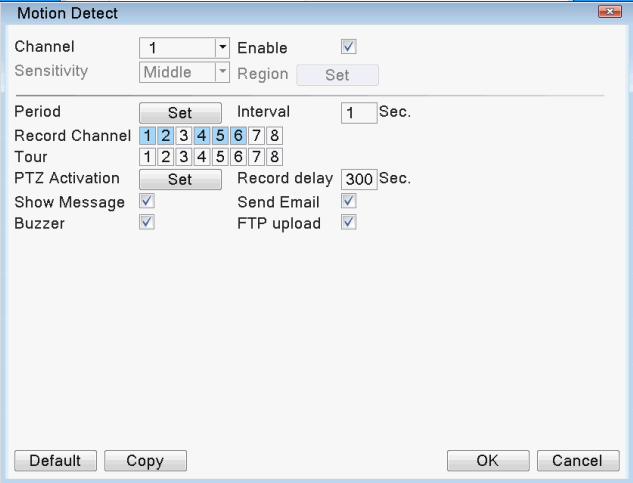 Motion Detect
Channel 1 Enable
Sensitivity Middle Region Set
Period Set Interval 1 Sec.
Record Channel 1 2 3 4 5 6 7 8
Tour 1 2 3 4 5 6 7 8
PTZ Activation Set Record delay 300 Sec.
Show Message Send Email
Buzzer FTP upload
Default Copy OK Cancel